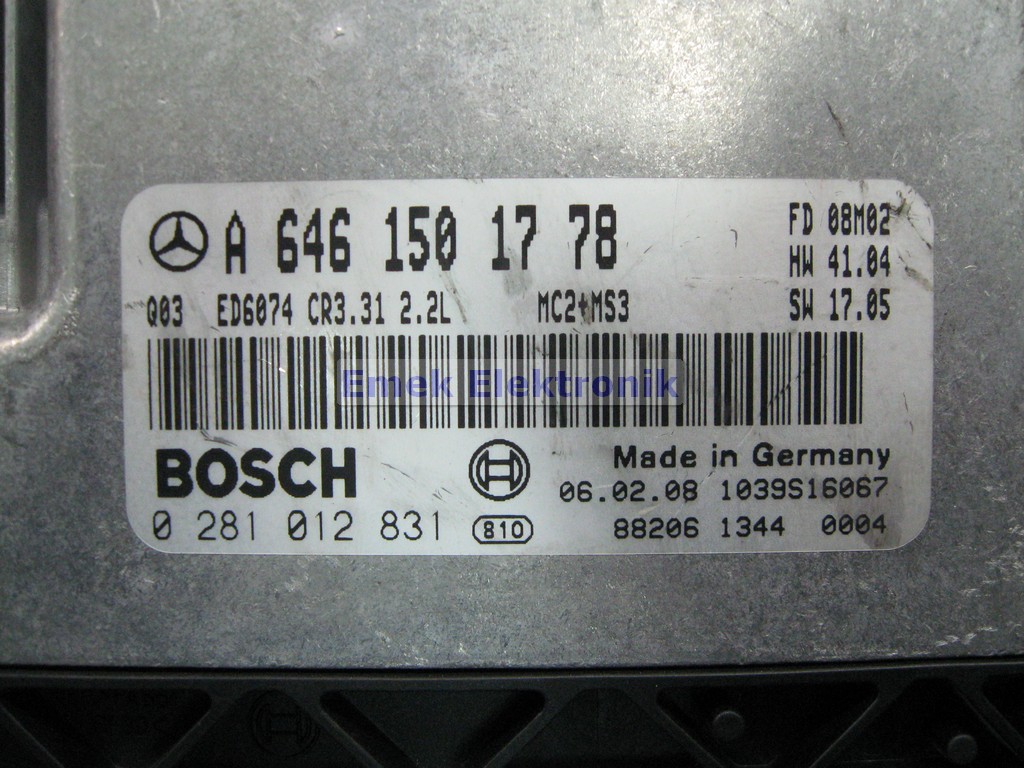 A 646 150 17 78
FD 08M02
HW 41.04
Q03 ED6074 CR3.31 2.2L MC2+MS3 SW 17.05
Emek Elektronik
BOSCH
Made in Germany
06.02.08 1039S16067
0 281 012 831 810
88206 1344 0004